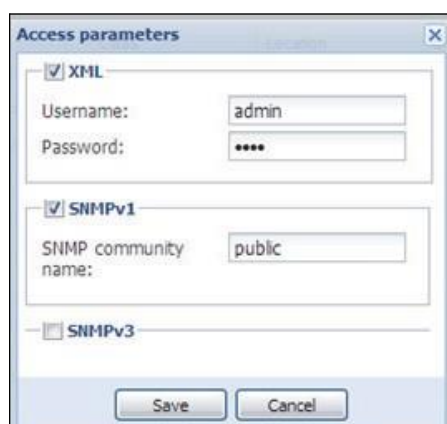 Access parameters
XML
Username: admin
Password: ••••
SNMPv1
SNMP community public
name:
SNMPv3
Save Cancel